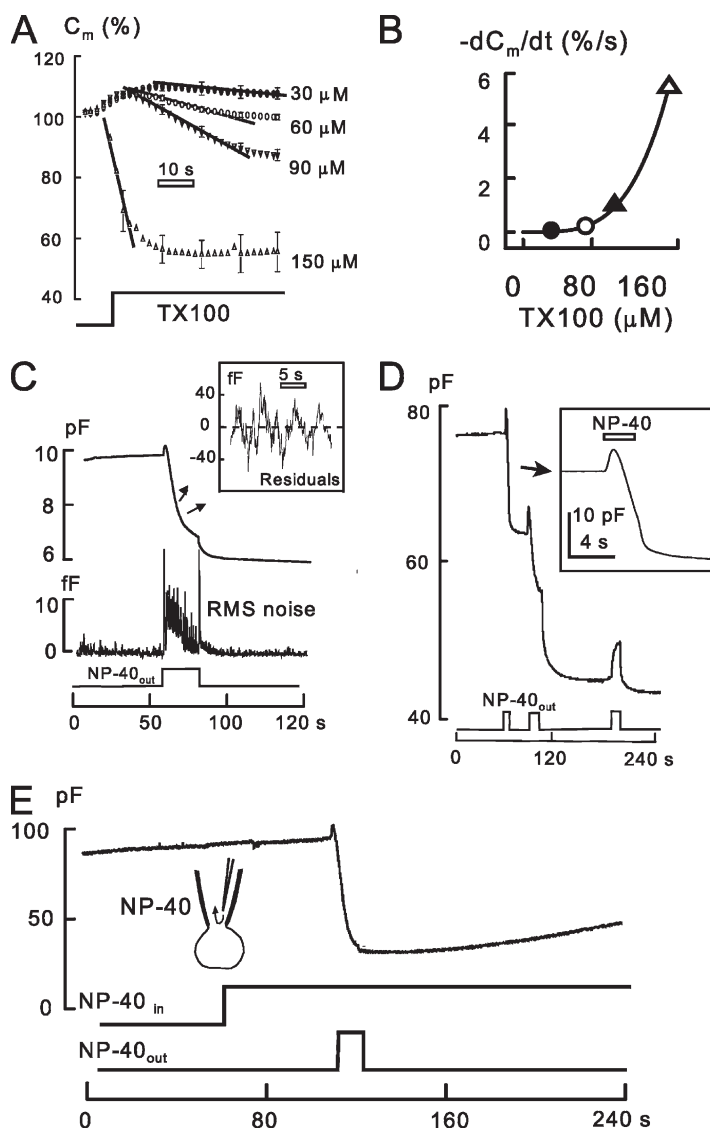 A
Cm (%)
120
100
80
60
40
30 μM
60 μM
90 μM
10 s
150 μM
TX100
B
-dCm/dt (%/s)
6
4
2
0
0 80 160
TX100 (μM)
C
pF
10
8
6
fF
10
0
fF
40
0
-40
5 s
Residuals
RMS noise
NP-40out
0 50 100 120 s
D
pF
80
60
40
NP-40
10 pF
4 s
NP-40out
0 120 240 s
E
pF
100
50
0
NP-40
NP-40 in
NP-40out
0 80 160 240 s